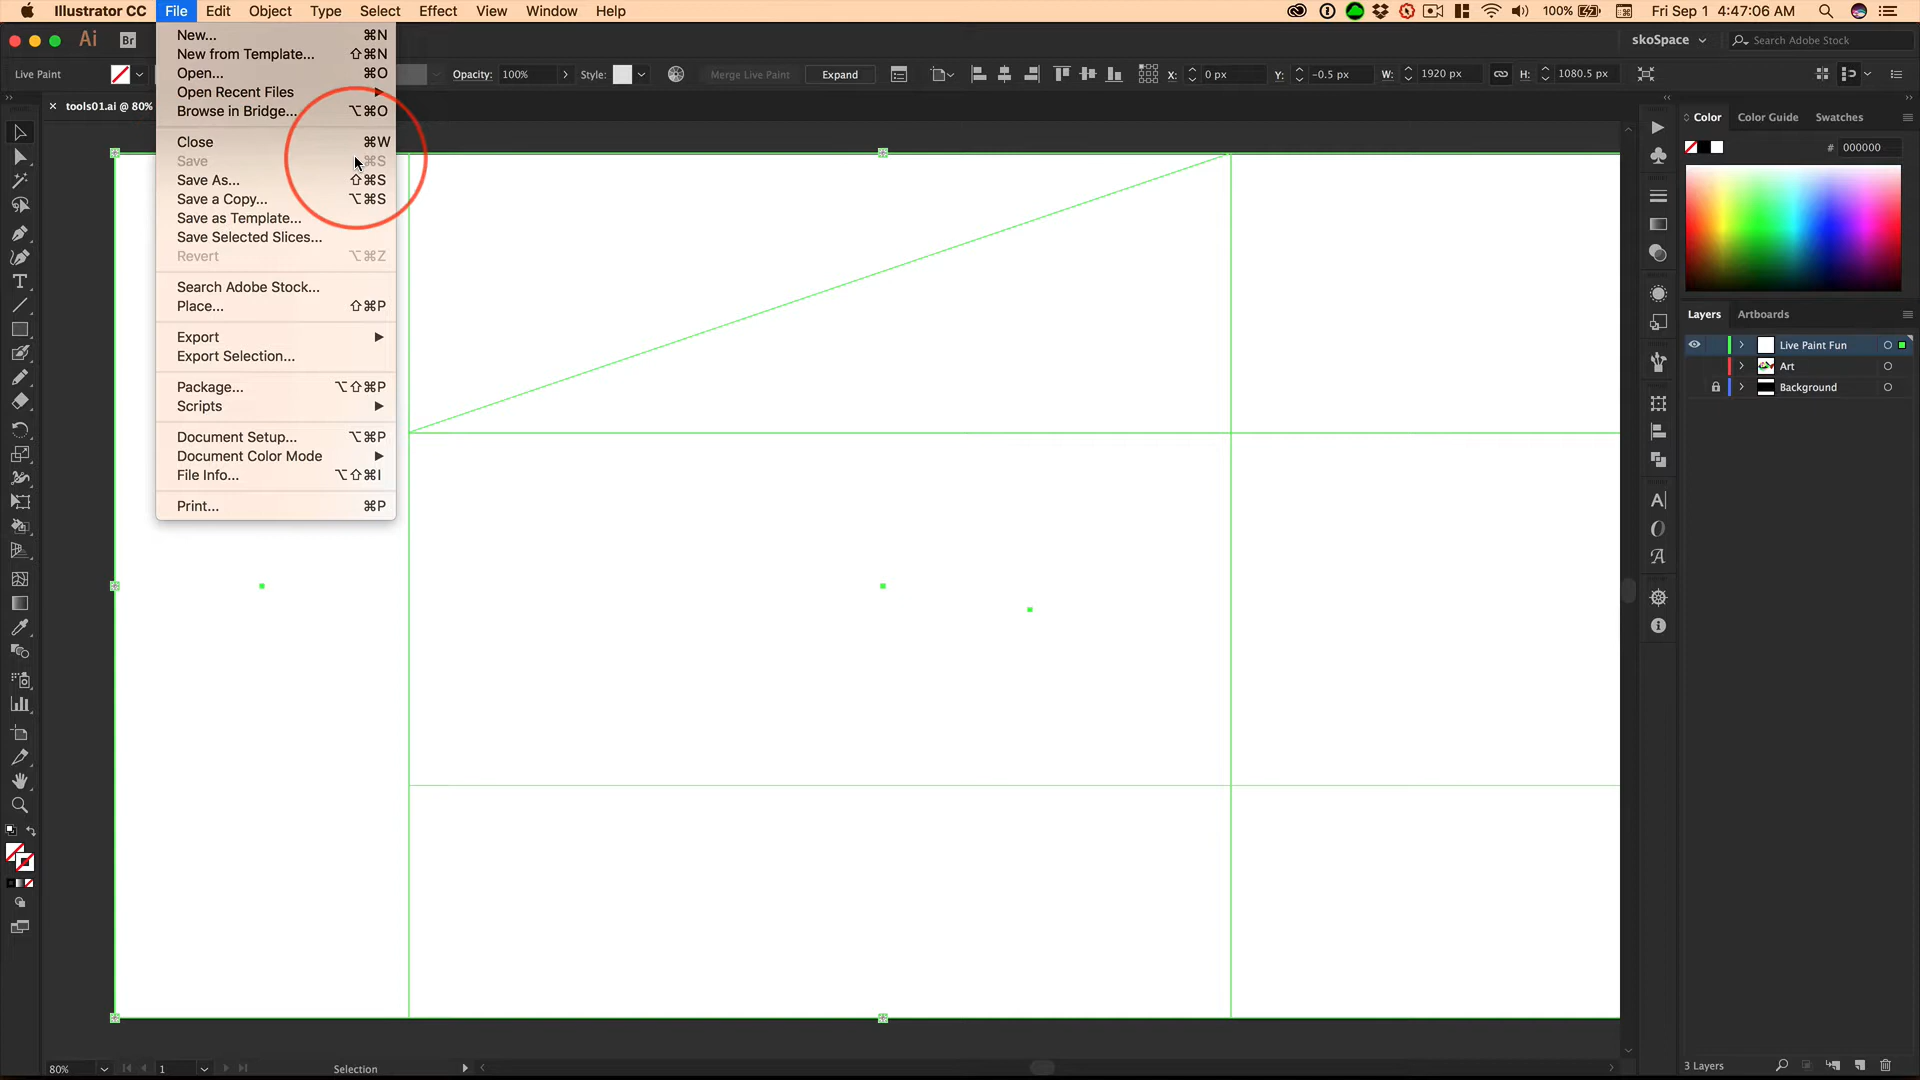 Illustrator CC File Edit Object Type Select Effect View Window Help 100% Fri Sep 1 4:47:06 AM
Ai Br skoSpace Search Adobe Stock
Live Paint Opacity: 100% Style: Merge Live Paint Expand X: 0 px Y: -0.5 px W: 1920 px H: 1080.5 px
tools01.ai @ 80%
New... ⌘N
New from Template... ⇧⌘N
Open... ⌘O
Open Recent Files
Browse in Bridge... ⌥⌘O
Close ⌘W
Save ⌘S
Save As... ⇧⌘S
Save a Copy... ⌥⌘S
Save as Template...
Save Selected Slices...
Revert ⌥⌘Z
Search Adobe Stock...
Place... ⇧⌘P
Export
Export Selection...
Package... ⌥⇧⌘P
Scripts
Document Setup... ⌥⌘P
Document Color Mode
File Info... ⌥⇧⌘I
Print... ⌘P
Color Color Guide Swatches
# 000000
Layers Artboards
Live Paint Fun
Art
Background
80% 1 Selection 3 Layers